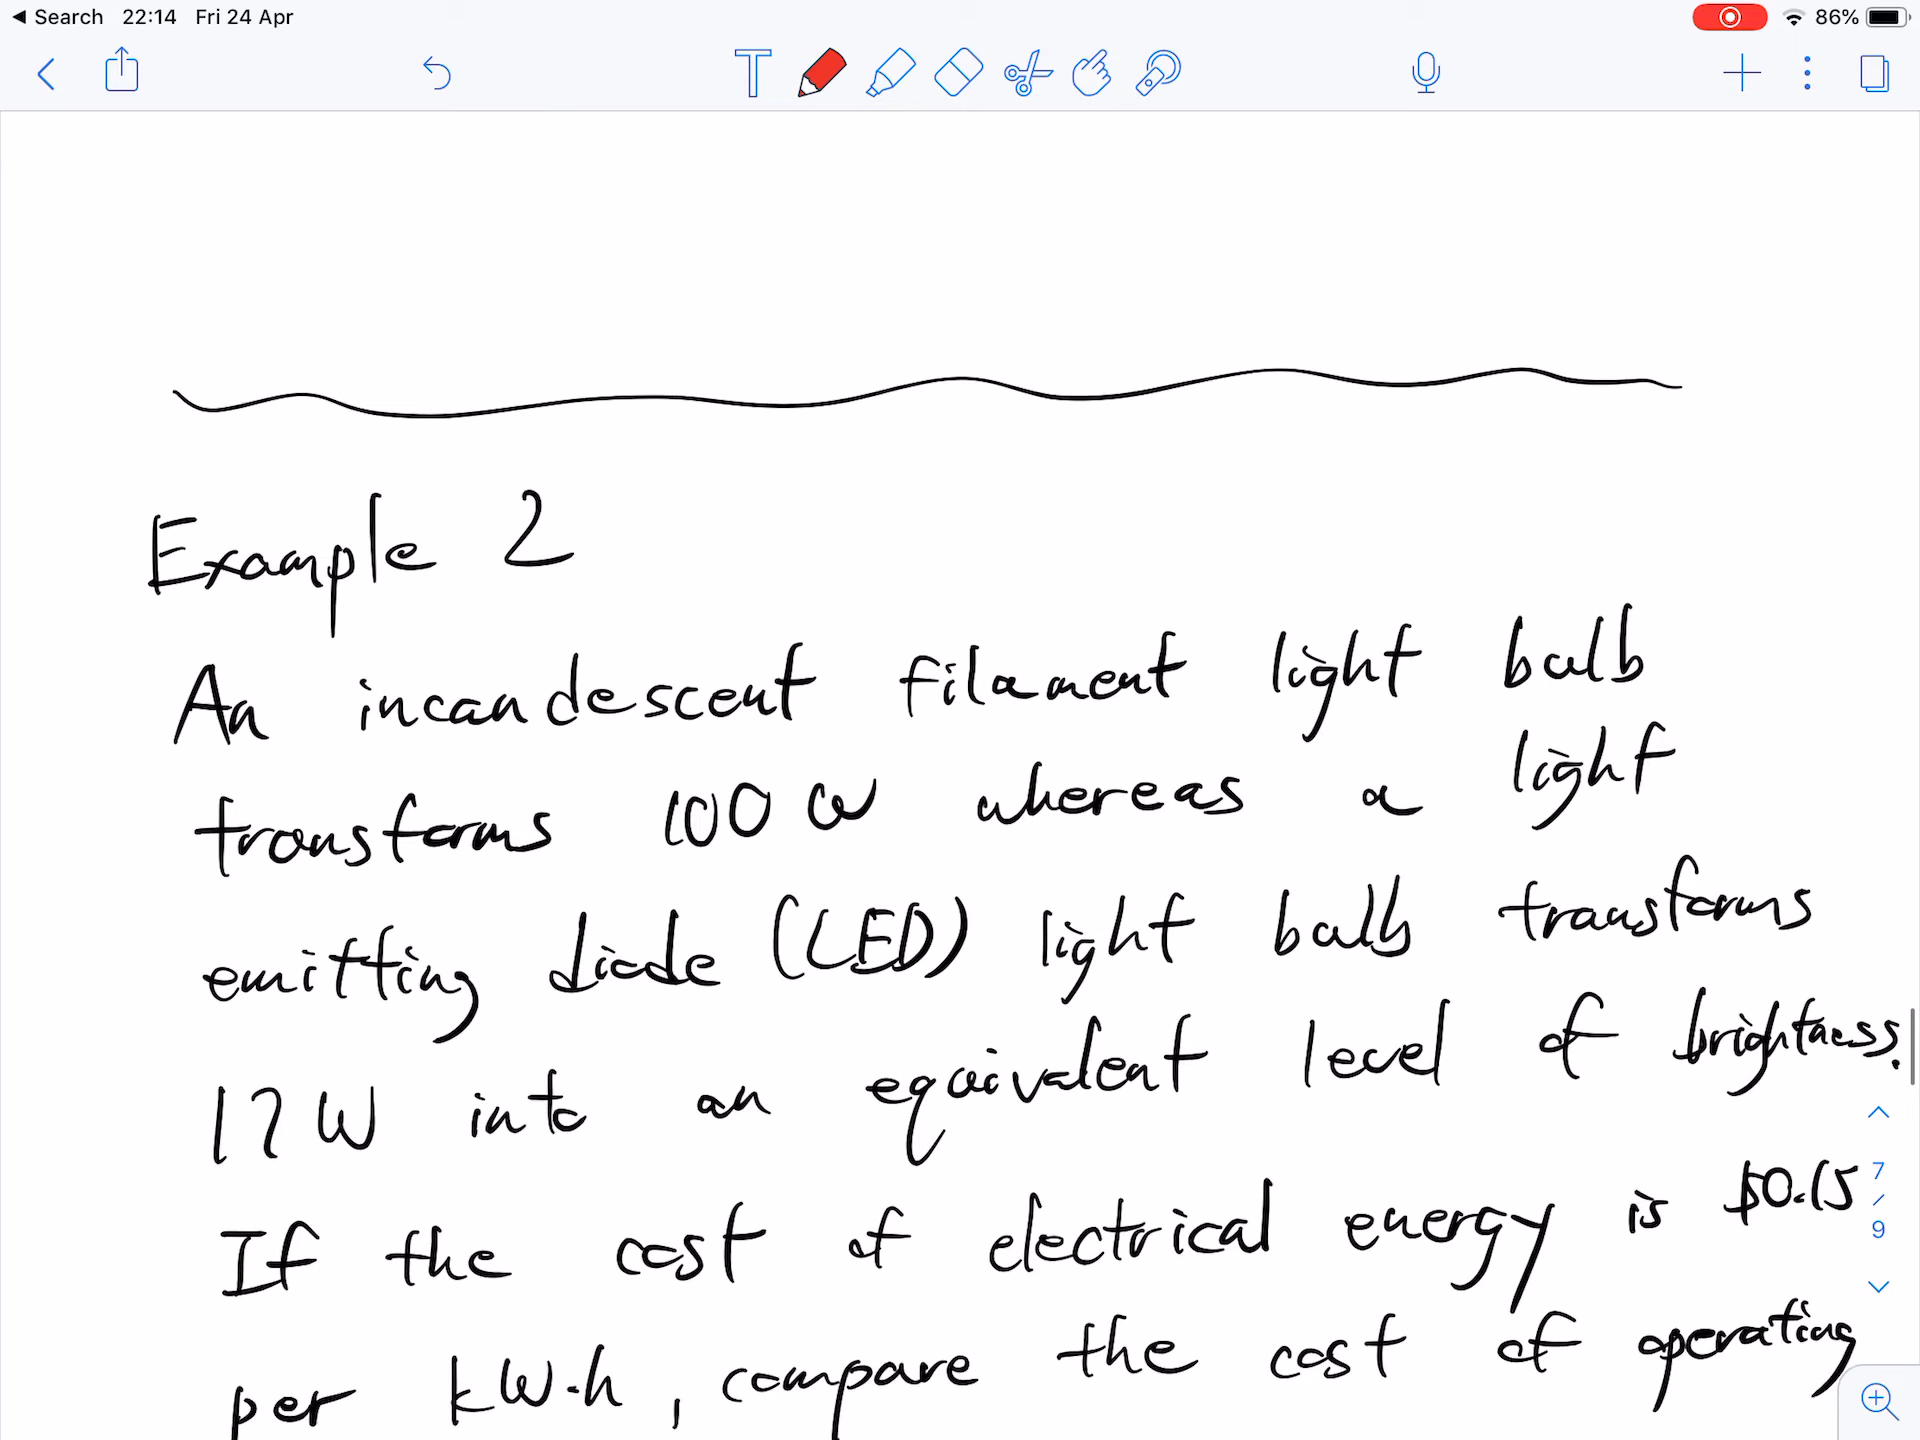 Search 22:14 Fri 24 Apr 86%
Example 2
An incandescent filament light bulb
transforms 100 W whereas a light
emitting diode (LED) light bulb transforms
17 W into an equivalent level of brightness.
If the cost of electrical energy is $0.15
per kW·h, compare the cost of operating
7
/
9